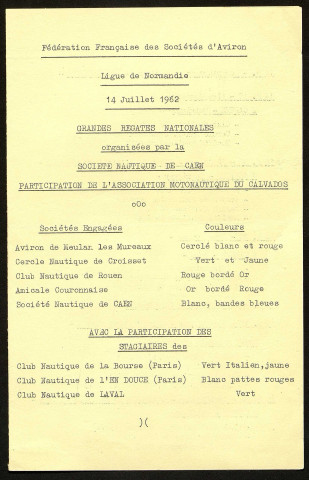 Fédération Française des Sociétés d'Aviron
Ligue de Normandie
14 Juillet 1962
GRANDES REGATES NATIONALES
organisées par la
SOCIETE NAUTIQUE DE CAEN
PARTICIPATION DE L'ASSOCIATION MOTONAUTIQUE DU CALVADOS
oOo
Sociétés Engagées Couleurs
Aviron de Meulan les Mureaux Cerclé blanc et rouge
Cercle Nautique de Croisset Vert et Jaune
Club Nautique de Rouen Rouge bordé Or
Amicale Couronnaise Or bordé Rouge
Société Nautique de CAEN Blanc, bandes bleues
AVEC LA PARTICIPATION DES
STAGIAIRES des
Club Nautique de la Bourse (Paris) Vert Italien,jaune
Club Nautique de l'EN DOUCE (Paris) Blanc pattes rouges
Club Nautique de LAVAL Vert
)(